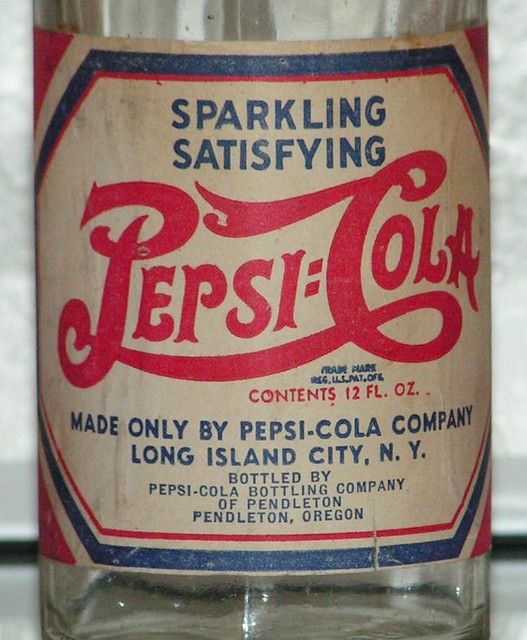 SPARKLING
SATISFYING
PEPSI=COLA
TRADE MARK
REG. U.S. PAT. OFF.
CONTENTS 12 FL. OZ.
MADE ONLY BY PEPSI-COLA COMPANY
LONG ISLAND CITY, N. Y.
BOTTLED BY
PEPSI-COLA BOTTLING COMPANY
OF PENDLETON
PENDLETON, OREGON